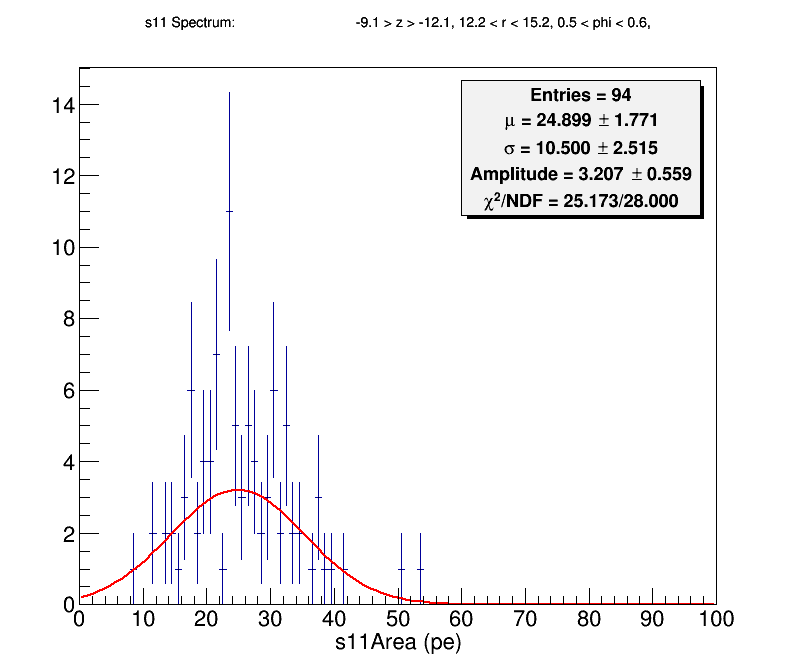 s11 Spectrum: -9.1 > z > -12.1, 12.2 < r < 15.2, 0.5 < phi < 0.6,
Entries = 94
μ = 24.899 ± 1.771
σ = 10.500 ± 2.515
Amplitude = 3.207 ± 0.559
χ²/NDF = 25.173/28.000
14
12
10
8
6
4
2
0
0 10 20 30 40 50 60 70 80 90 100
s11Area (pe)